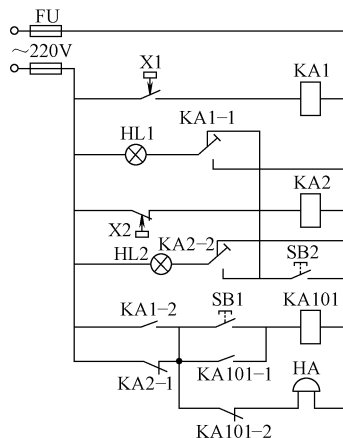 FU
～220V
X1
KA1
HL1
KA1-1
KA2
X2
HL2
KA2-2
SB2
KA1-2
SB1
KA101
KA2-1
KA101-1
HA
KA101-2